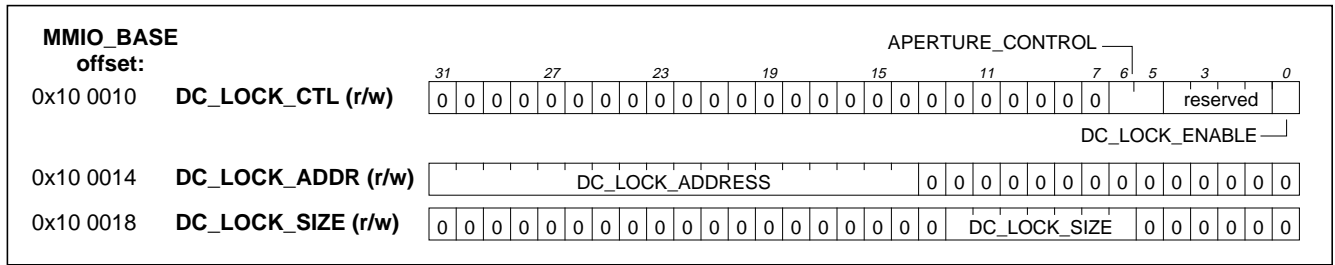 APERTURE_CONTROL
MMIO_BASE
offset:
31 27 23 19 15 11 7 6 5 3 0
0x10 0010 DC_LOCK_CTL (r/w) 0 0 0 0 0 0 0 0 0 0 0 0 0 0 0 0 0 0 0 0 0 0 0 0 0 reserved
DC_LOCK_ENABLE
0x10 0014 DC_LOCK_ADDR (r/w) DC_LOCK_ADDRESS 0 0 0 0 0 0 0 0 0 0 0 0 0 0
0x10 0018 DC_LOCK_SIZE (r/w) 0 0 0 0 0 0 0 0 0 0 0 0 0 0 0 0 0 0 0 DC_LOCK_SIZE 0 0 0 0 0 0